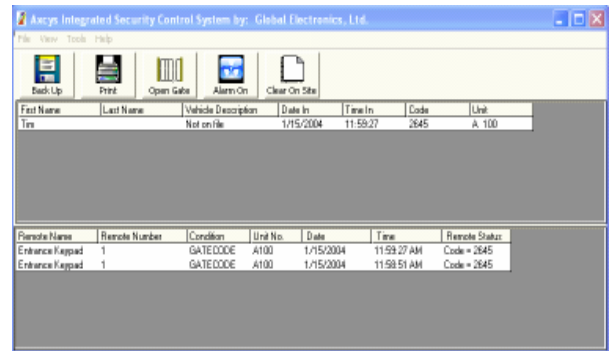 Axcys Integrated Security Control System by: Global Electronics, Ltd.
File View Tools Help
Back Up Print Open Gate Alarm On Clear On Site
First Name Last Name Vehicle Description Date In Time In Code Unit
Tim Not on file 1/15/2004 11:59:27 2645 A 100
Remote Name Remote Number Condition Unit No. Date Time Remote Status:
Entrance Keypad 1 GATECODE A100 1/15/2004 11:59:27 AM Code = 2645
Entrance Keypad 1 GATECODE A100 1/15/2004 11:58:51 AM Code = 2645